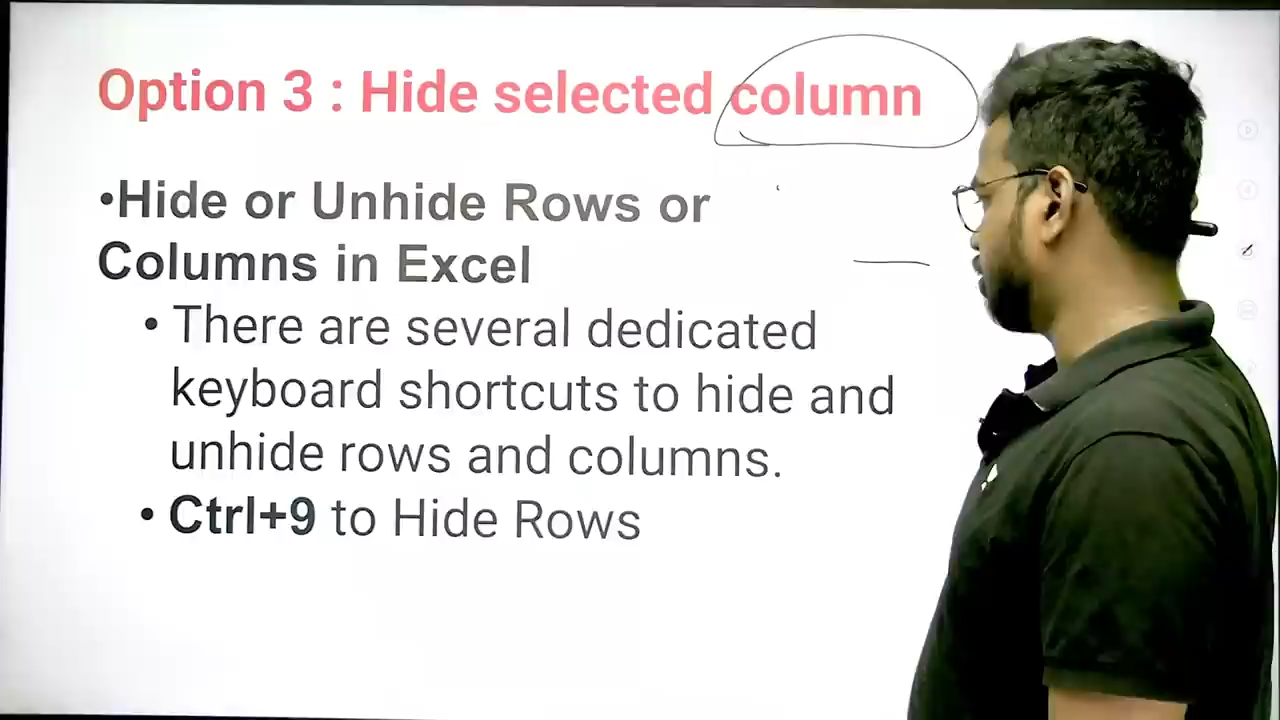 Option 3 : Hide selected column
•Hide or Unhide Rows or
Columns in Excel
• There are several dedicated
keyboard shortcuts to hide and
unhide rows and columns.
• Ctrl+9 to Hide Rows